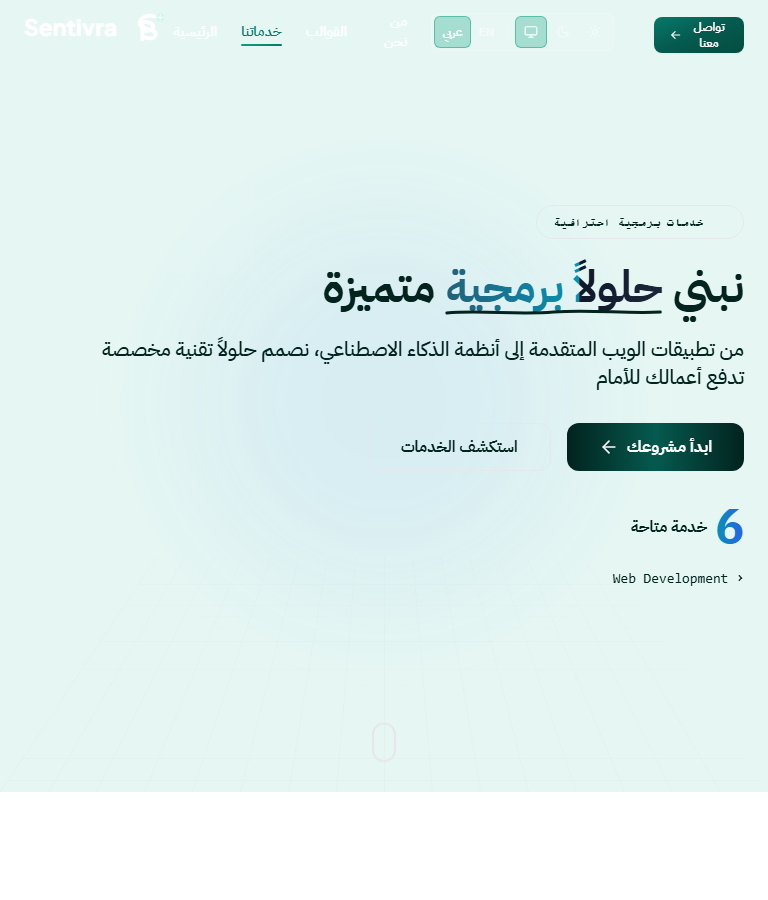 Sentivra
الرئيسية
خدماتنا
القوالب
من
نحن
عربي
EN
تواصل
معنا
خدمات برمجية احترافية
نبني حلولاً برمجية متميزة
من تطبيقات الويب المتقدمة إلى أنظمة الذكاء الاصطناعي، نصمم حلولاً تقنية مخصصة
تدفع أعمالك للأمام
ابدأ مشروعك
استكشف الخدمات
6 خدمة متاحة
Web Development